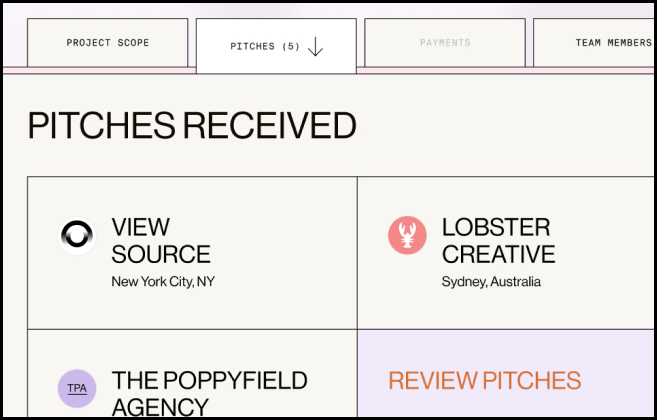 PROJECT SCOPE
PITCHES (5)
PAYMENTS
TEAM MEMBERS
PITCHES RECEIVED
VIEW
SOURCE
New York City, NY
LOBSTER
CREATIVE
Sydney, Australia
TPA
THE POPPYFIELD
AGENCY
REVIEW PITCHES